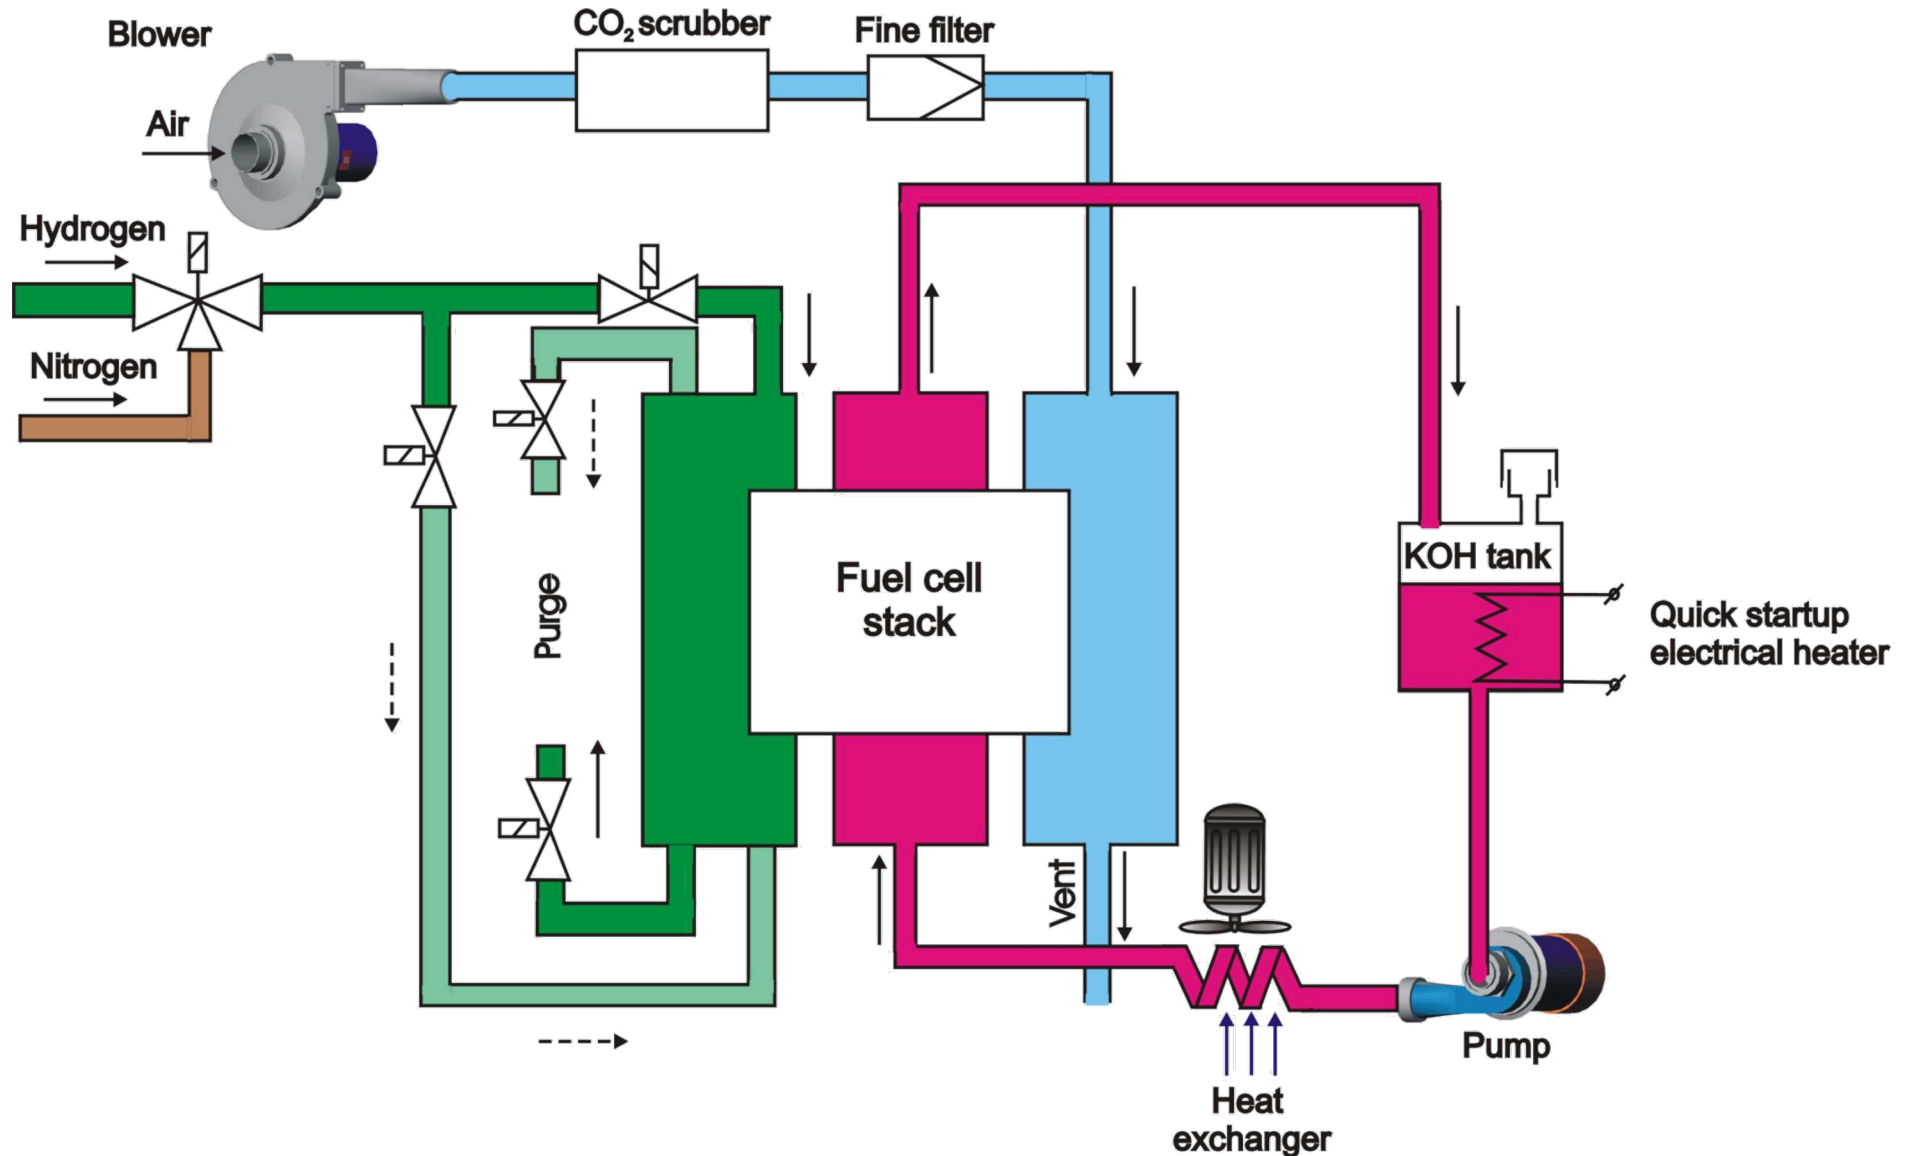 Blower
CO₂ scrubber
Fine filter
Air
Hydrogen
Nitrogen
Purge
Fuel cell
stack
KOH tank
Quick startup
electrical heater
Vent
Pump
Heat
exchanger